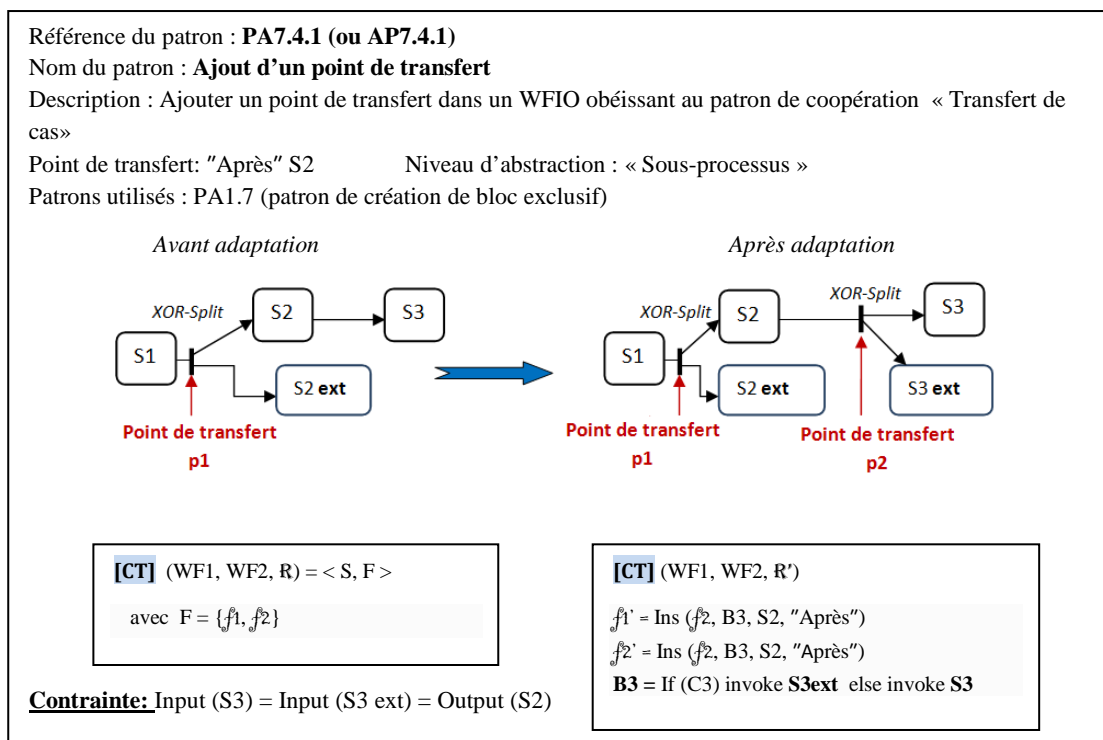 Référence du patron : PA7.4.1 (ou AP7.4.1)
Nom du patron : Ajout d'un point de transfert
Description : Ajouter un point de transfert dans un WFIO obéissant au patron de coopération « Transfert de
cas»
Point de transfert: "Après" S2 Niveau d'abstraction : « Sous-processus »
Patrons utilisés : PA1.7 (patron de création de bloc exclusif)
Avant adaptation
XOR-Split
S2
S3
S1
S2 ext
Point de transfert
p1
Après adaptation
XOR-Split
XOR-Split
S2
S3
S1
S2 ext
S3 ext
Point de transfert
p1
Point de transfert
p2
[CT] (WF1, WF2, R) = < S, F >
avec F = {f1, f2}
[CT] (WF1, WF2, R')
f1' = Ins (f2, B3, S2, "Après")
f2' = Ins (f2, B3, S2, "Après")
B3 = If (C3) invoke S3ext else invoke S3
Contrainte: Input (S3) = Input (S3 ext) = Output (S2)